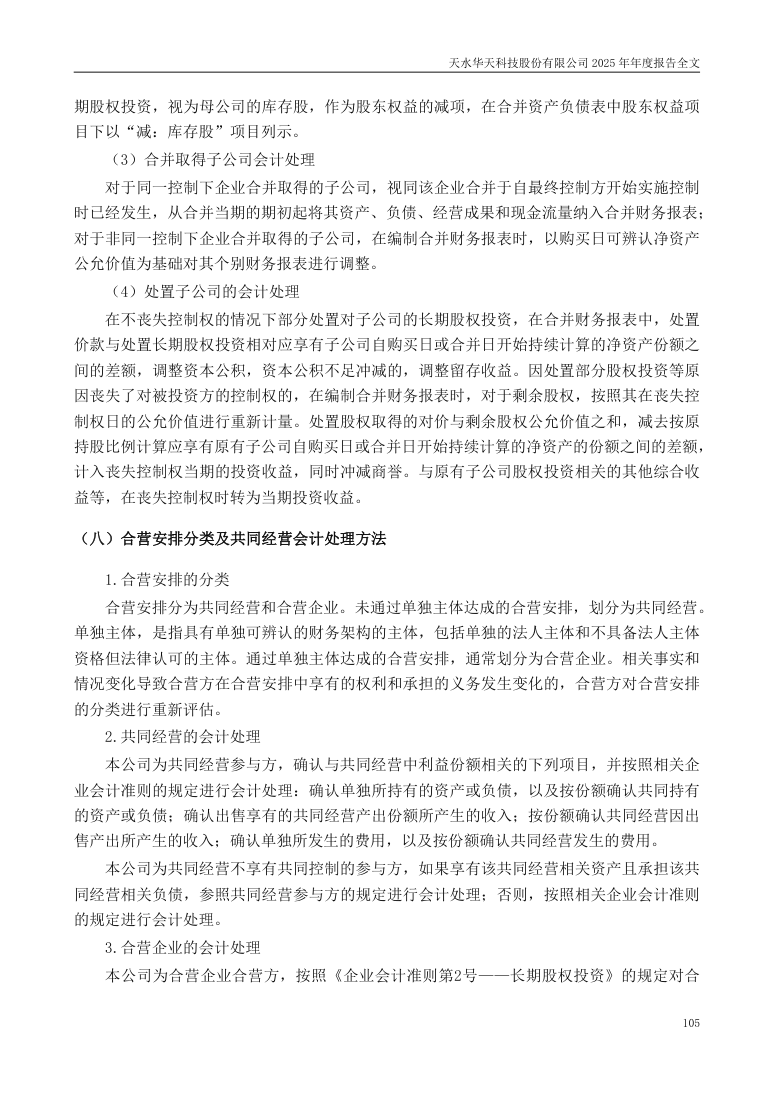 天水华天科技股份有限公司 2025 年年度报告全文
期股权投资，视为母公司的库存股，作为股东权益的减项，在合并资产负债表中股东权益项
目下以“减：库存股”项目列示。
（3）合并取得子公司会计处理
对于同一控制下企业合并取得的子公司，视同该企业合并于自最终控制方开始实施控制
时已经发生，从合并当期的期初起将其资产、负债、经营成果和现金流量纳入合并财务报表；
对于非同一控制下企业合并取得的子公司，在编制合并财务报表时，以购买日可辨认净资产
公允价值为基础对其个别财务报表进行调整。
（4）处置子公司的会计处理
在不丧失控制权的情况下部分处置对子公司的长期股权投资，在合并财务报表中，处置
价款与处置长期股权投资相对应享有子公司自购买日或合并日开始持续计算的净资产份额之
间的差额，调整资本公积，资本公积不足冲减的，调整留存收益。因处置部分股权投资等原
因丧失了对被投资方的控制权的，在编制合并财务报表时，对于剩余股权，按照其在丧失控
制权日的公允价值进行重新计量。处置股权取得的对价与剩余股权公允价值之和，减去按原
持股比例计算应享有原有子公司自购买日或合并日开始持续计算的净资产的份额之间的差额，
计入丧失控制权当期的投资收益，同时冲减商誉。与原有子公司股权投资相关的其他综合收
益等，在丧失控制权时转为当期投资收益。
（八）合营安排分类及共同经营会计处理方法
1.合营安排的分类
合营安排分为共同经营和合营企业。未通过单独主体达成的合营安排，划分为共同经营。
单独主体，是指具有单独可辨认的财务架构的主体，包括单独的法人主体和不具备法人主体
资格但法律认可的主体。通过单独主体达成的合营安排，通常划分为合营企业。相关事实和
情况变化导致合营方在合营安排中享有的权利和承担的义务发生变化的，合营方对合营安排
的分类进行重新评估。
2.共同经营的会计处理
本公司为共同经营参与方，确认与共同经营中利益份额相关的下列项目，并按照相关企
业会计准则的规定进行会计处理：确认单独所持有的资产或负债，以及按份额确认共同持有
的资产或负债；确认出售享有的共同经营产出份额所产生的收入；按份额确认共同经营因出
售产出所产生的收入；确认单独所发生的费用，以及按份额确认共同经营发生的费用。
本公司为共同经营不享有共同控制的参与方，如果享有该共同经营相关资产且承担该共
同经营相关负债，参照共同经营参与方的规定进行会计处理；否则，按照相关企业会计准则
的规定进行会计处理。
3.合营企业的会计处理
本公司为合营企业合营方，按照《企业会计准则第2号——长期股权投资》的规定对合
105